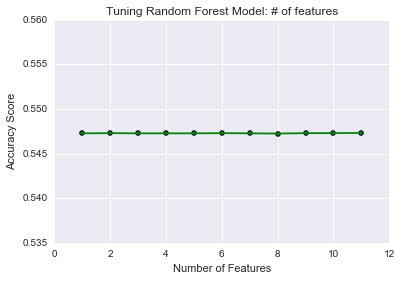 Tuning Random Forest Model: # of features
0.560
0.555
0.550
0.545
0.540
0.535
Accuracy Score
0 2 4 6 8 10 12
Number of Features